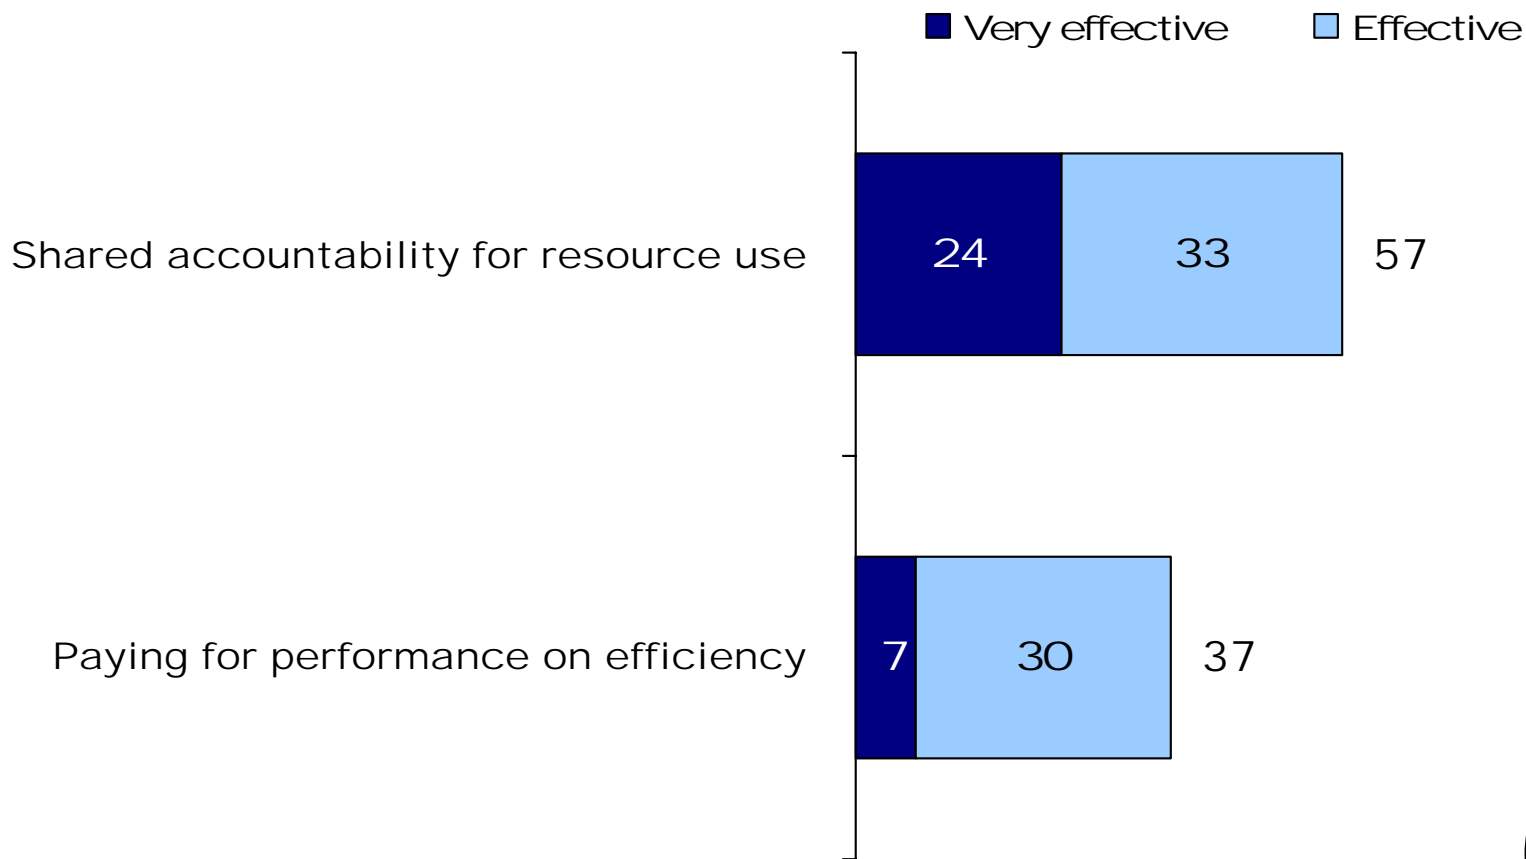 Very effective Effective
Shared accountability for resource use 24 33 57
Paying for performance on efficiency 7 30 37